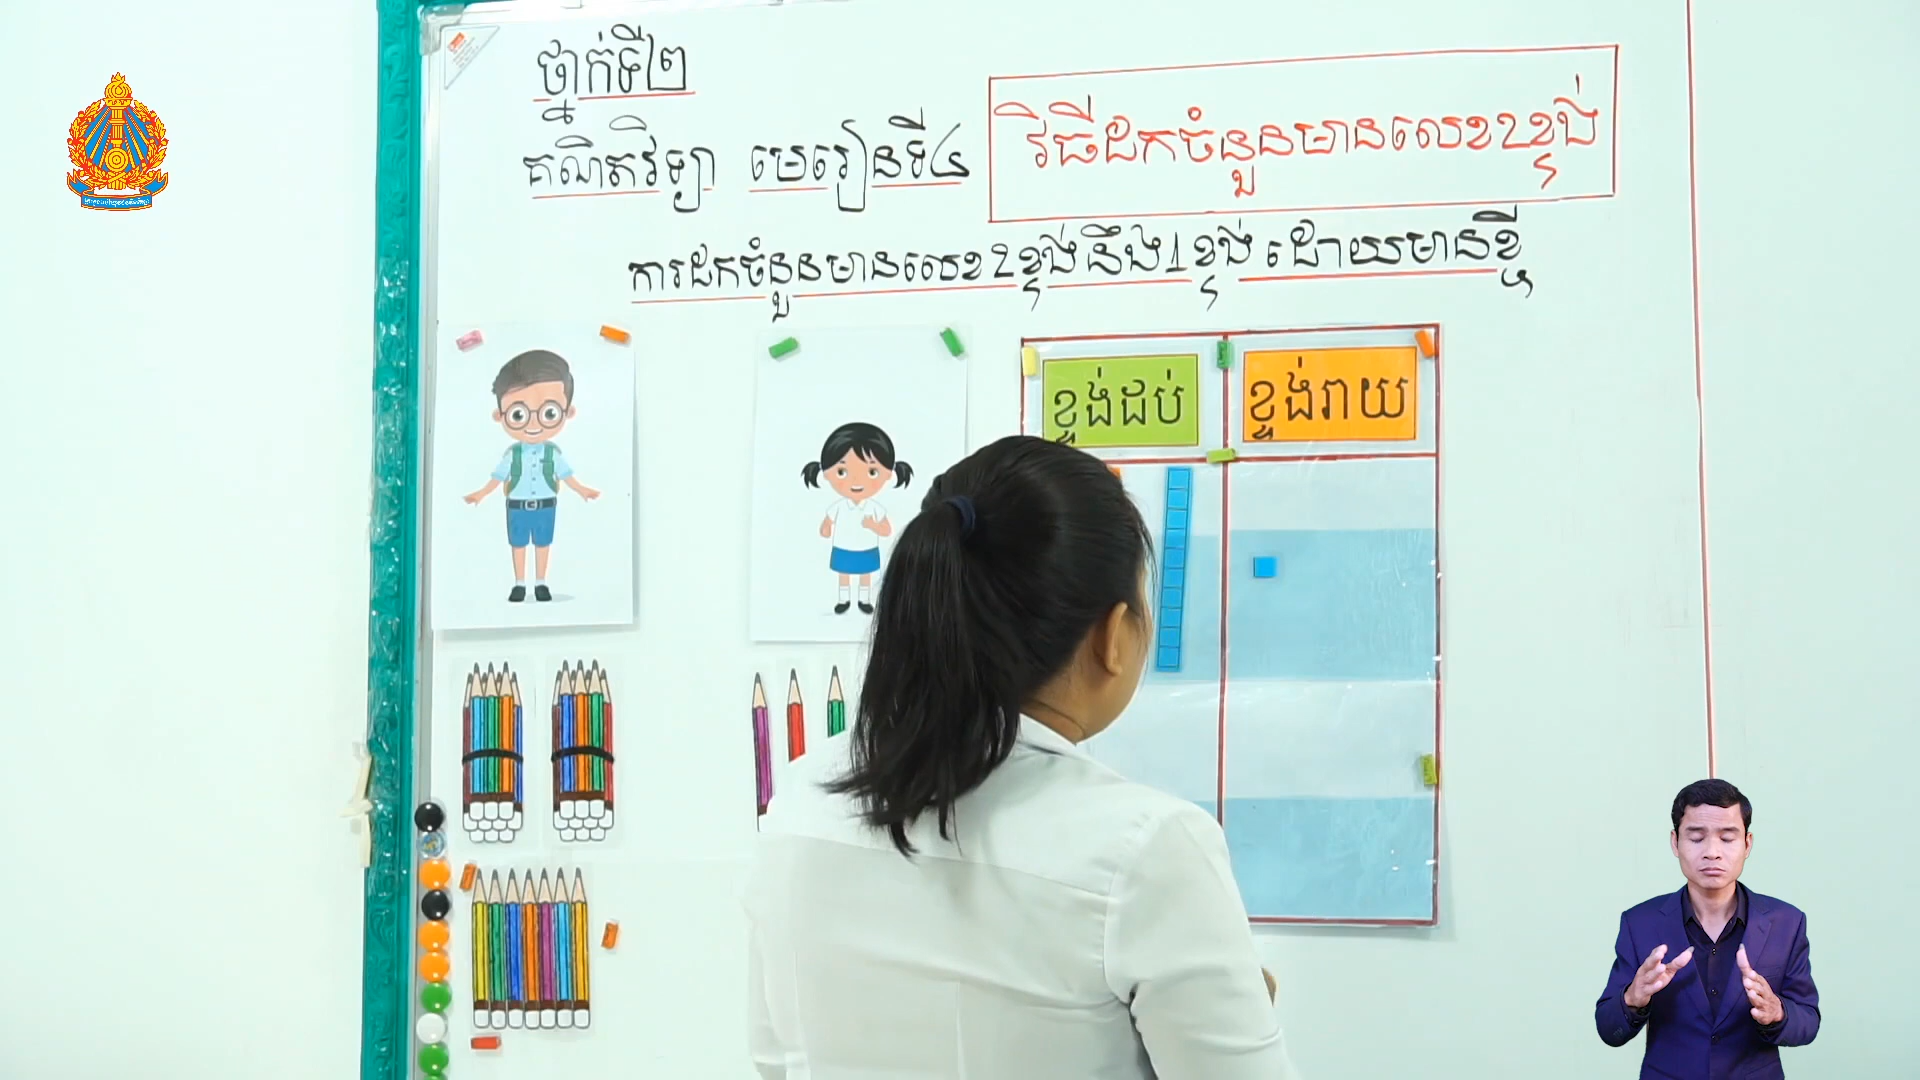 ថ្នាក់ទី២
គណិតវិទ្យា មេរៀនទី៤
វិធីដកចំនួនមានលេខ2ខ្ទង់
ការដកចំនួនមានលេខ2ខ្ទង់នឹង1ខ្ទង់ ដោយមានខ្ចី
ខ្ទង់ដប់ ខ្ទង់រាយ